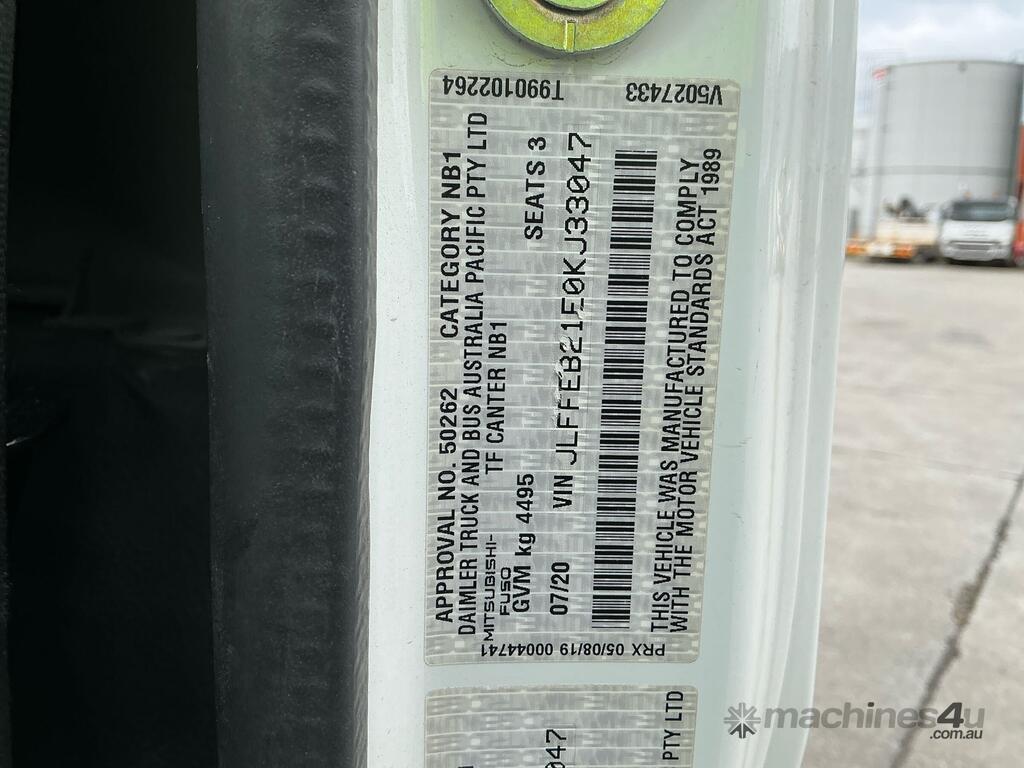 APPROVAL NO. 50262 CATEGORY NB1
DAIMLER TRUCK AND BUS AUSTRALIA PACIFIC PTY LTD
MITSUBISHI-FUSO TF CANTER NB1
GVM kg 4495 SEATS 3
07/20 VIN JLFFEB21F0KJ33047
THIS VEHICLE WAS MANUFACTURED TO COMPLY
WITH THE MOTOR VEHICLE STANDARDS ACT 1989
T990102264
V5027433
PRX 05/08/19 00044741
047
PTY LTD
machines4u
.com.au